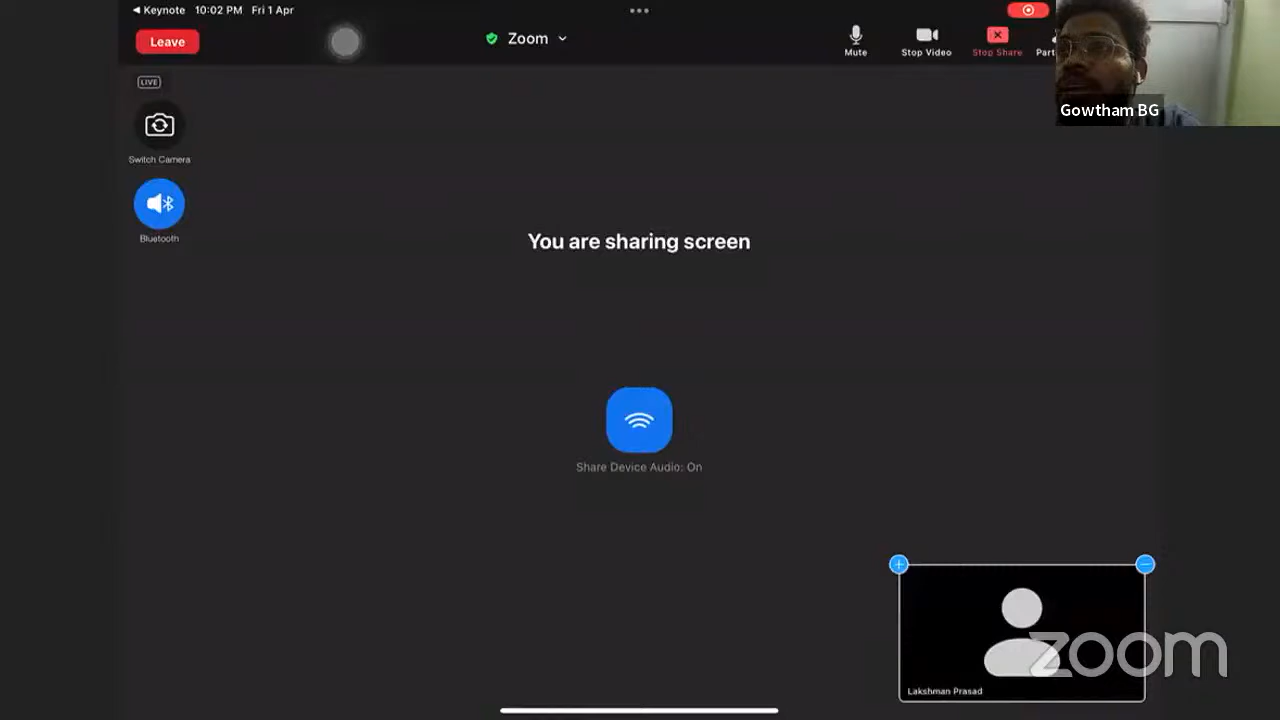 ◀ Keynote 10:02 PM Fri 1 Apr
Leave
Zoom
Mute
Stop Video
Stop Share
Part
Gowtham BG
LIVE
Switch Camera
Bluetooth
You are sharing screen
Share Device Audio: On
Lakshman Prasad
zoom